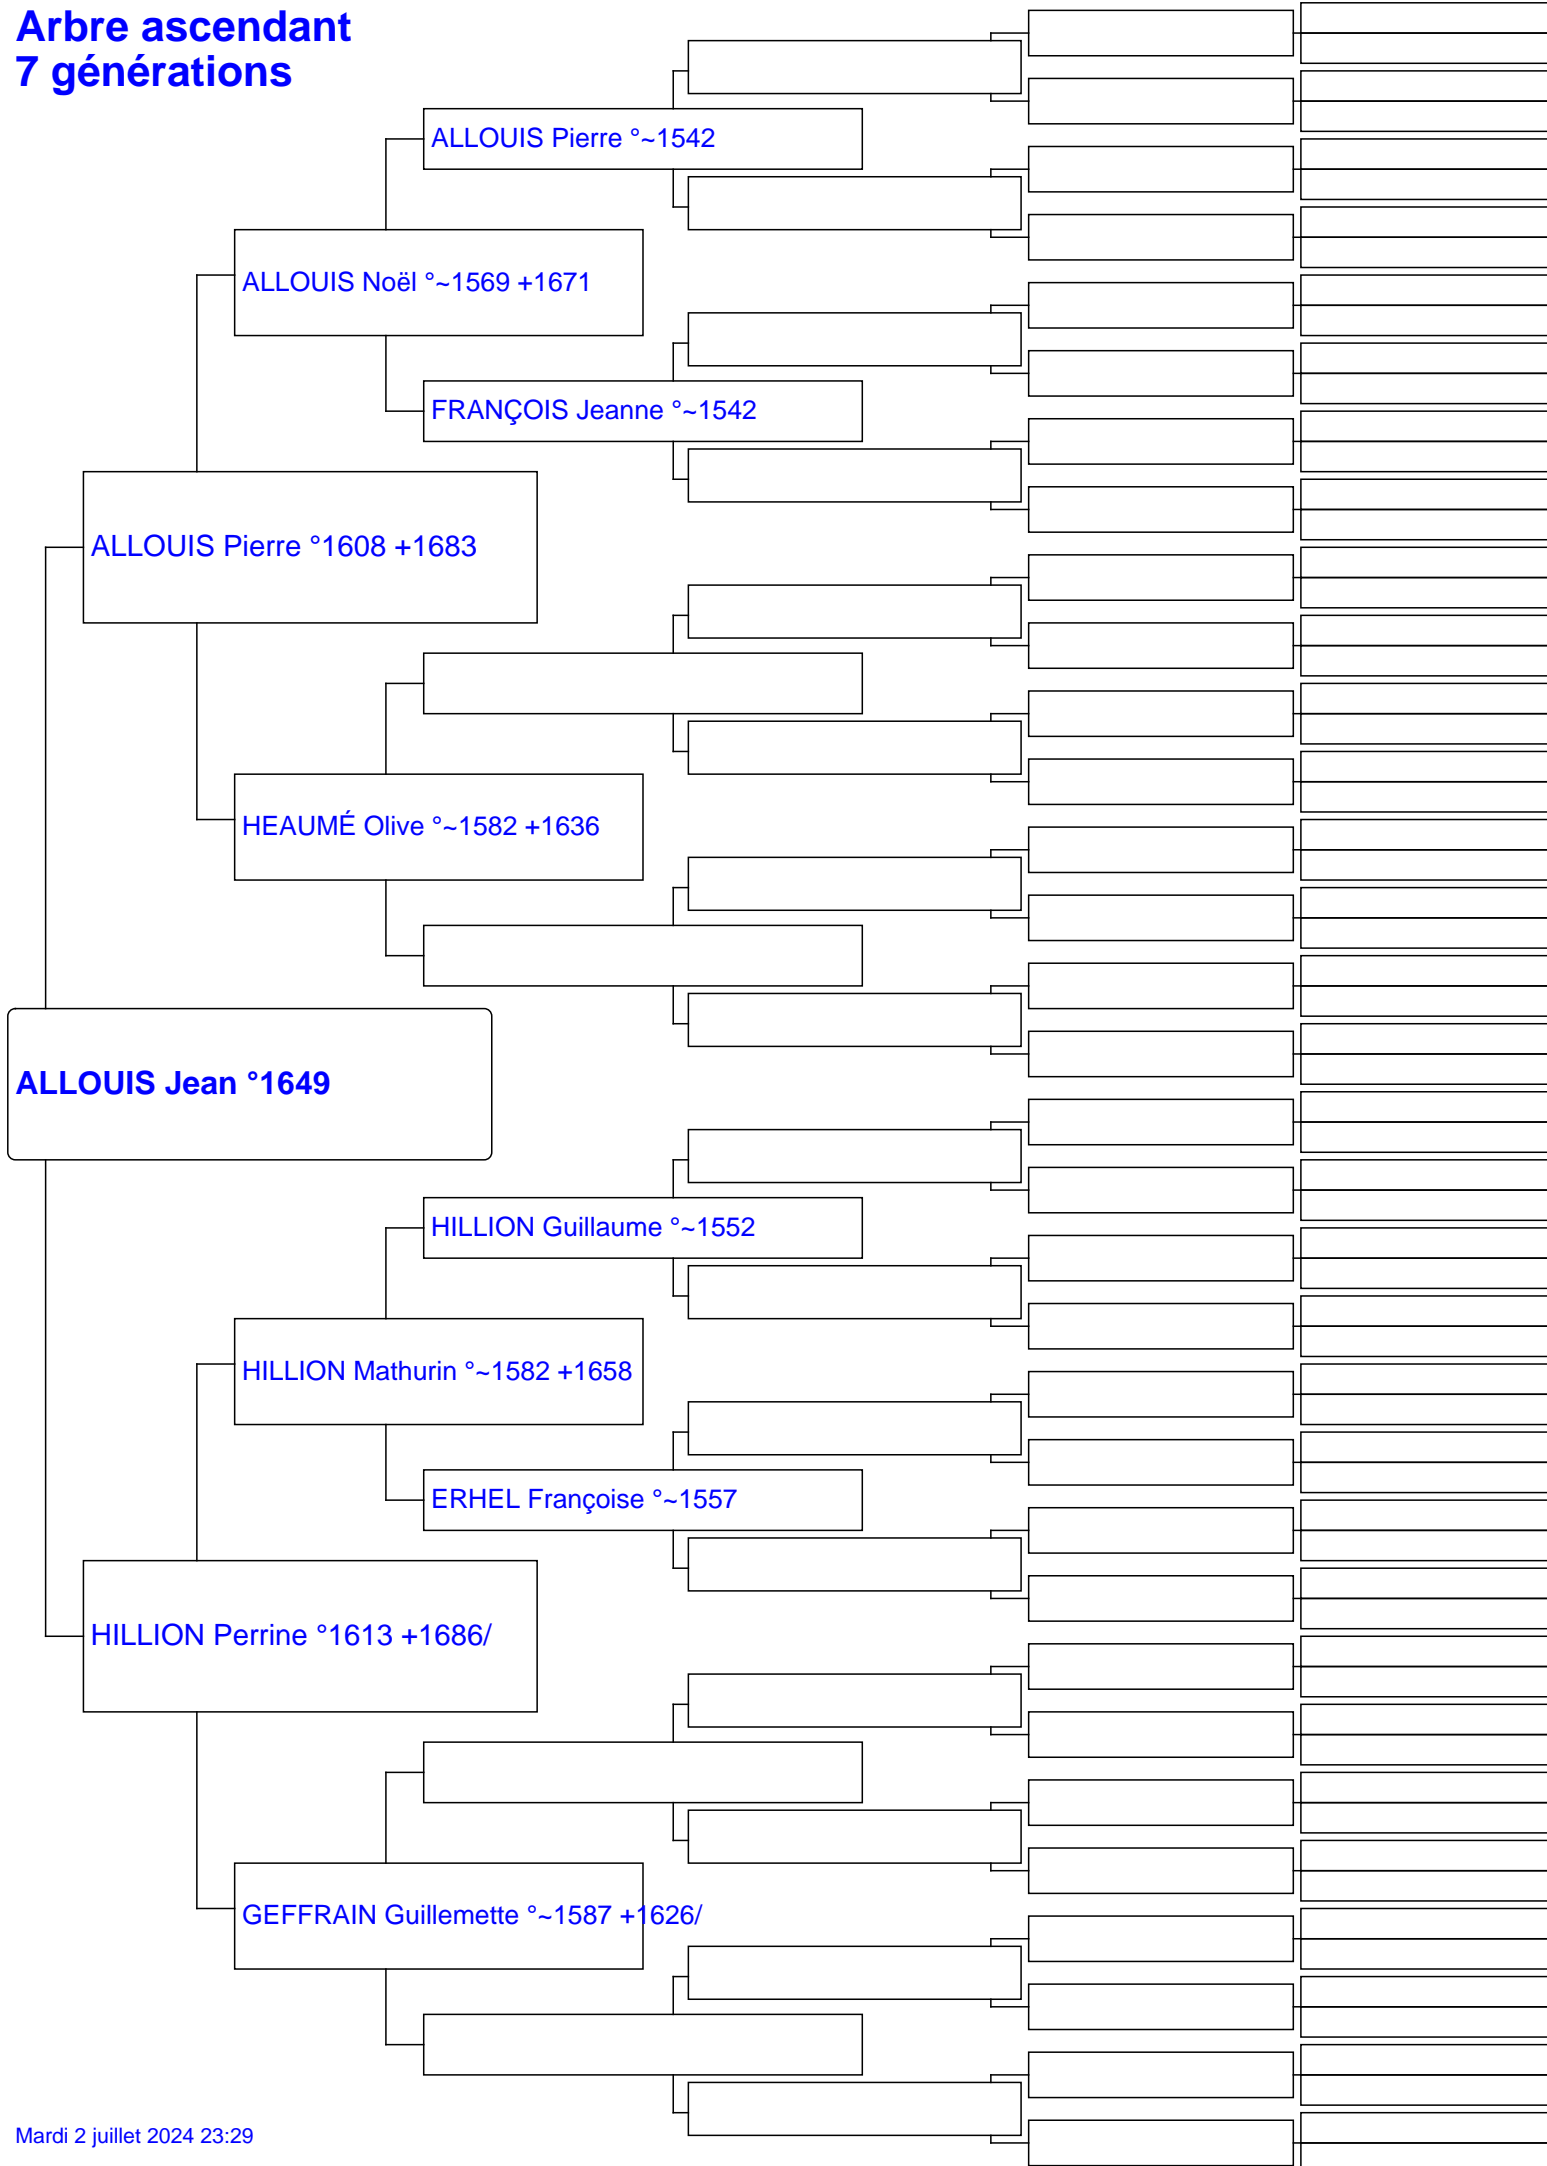 Arbre ascendant
7 générations
ALLOUIS Pierre °~1542
ALLOUIS Noël °~1569 +1671
FRANÇOIS Jeanne °~1542
ALLOUIS Pierre °1608 +1683
HEAUMÉ Olive °~1582 +1636
ALLOUIS Jean °1649
HILLION Guillaume °~1552
HILLION Mathurin °~1582 +1658
ERHEL Françoise °~1557
HILLION Perrine °1613 +1686/
GEFFRAIN Guillemette °~1587 +1626/
Mardi 2 juillet 2024 23:29